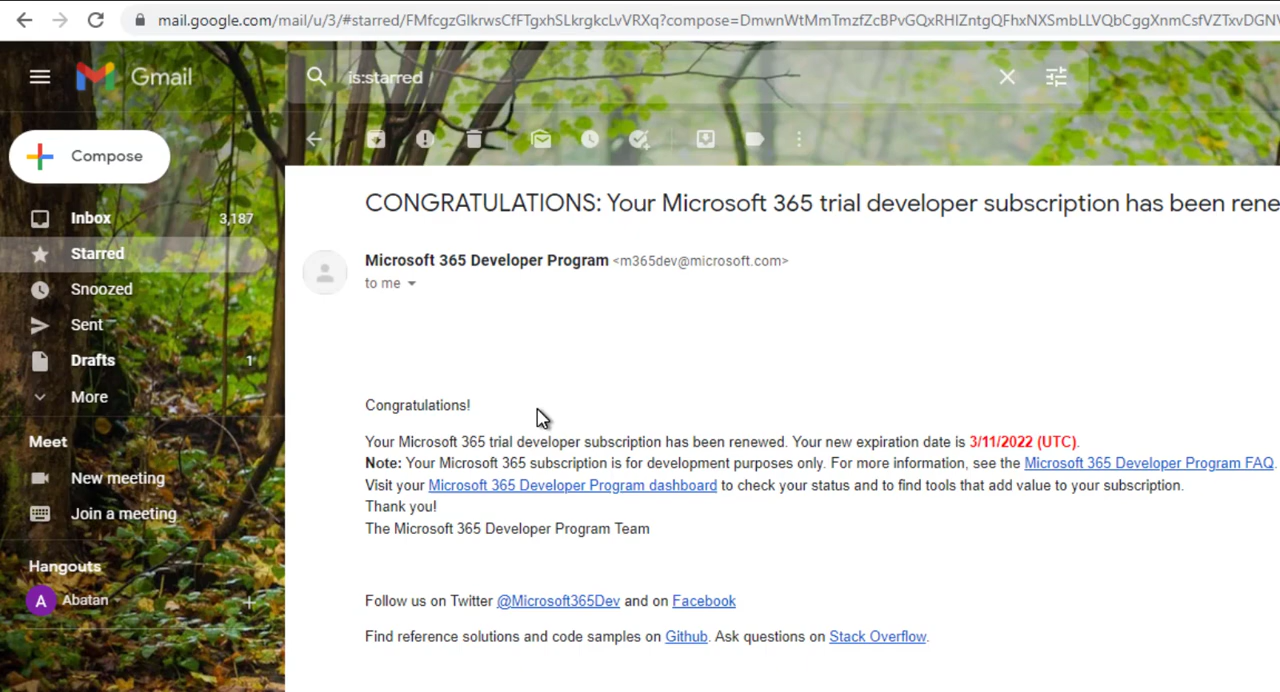 mail.google.com/mail/u/3/#starred/FMfcgzGlkrwsCfFTgxhSLkrgkcLvVRXq?compose=DmwnWtMmTmzfZcBPvGQxRHlZntgQFhxNXSmbLLVQbCggXnmCsfVZTxvDGNV
Gmail
is:starred
Compose
CONGRATULATIONS: Your Microsoft 365 trial developer subscription has been rene
Inbox 3,187
Starred
Microsoft 365 Developer Program <m365dev@microsoft.com>
to me
Snoozed
Sent
Drafts 1
More
Congratulations!
Your Microsoft 365 trial developer subscription has been renewed. Your new expiration date is 3/11/2022 (UTC).
Note: Your Microsoft 365 subscription is for development purposes only. For more information, see the Microsoft 365 Developer Program FAQ.
Visit your Microsoft 365 Developer Program dashboard to check your status and to find tools that add value to your subscription.
Thank you!
The Microsoft 365 Developer Program Team
Meet
New meeting
Join a meeting
Hangouts
A Abatan +
Follow us on Twitter @Microsoft365Dev and on Facebook
Find reference solutions and code samples on Github. Ask questions on Stack Overflow.